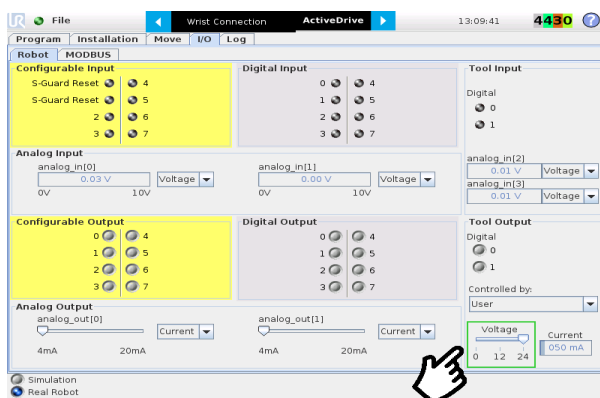 UR File Wrist Connection ActiveDrive 13:09:41 4430 ?
Program Installation Move I/O Log
Robot MODBUS
Configurable Input Digital Input Tool Input
S-Guard Reset 4 0 4
Digital
S-Guard Reset 5 1 5 0
2 6 2 6 1
3 7 3 7
Analog Input
analog_in[0] analog_in[1] analog_in[2]
0.03 V Voltage 0.00 V Voltage 0.01 V Voltage
0V 10V 0V 10V analog_in[3]
0.01 V Voltage
Configurable Output Digital Output Tool Output
0 4 0 4 Digital
1 5 1 5 0
2 6 2 6 1
3 7 3 7 Controlled by:
User
Analog Output
analog_out[0] analog_out[1] Voltage Current
Current Current 050 mA
4mA 20mA 4mA 20mA 0 12 24
Simulation
Real Robot